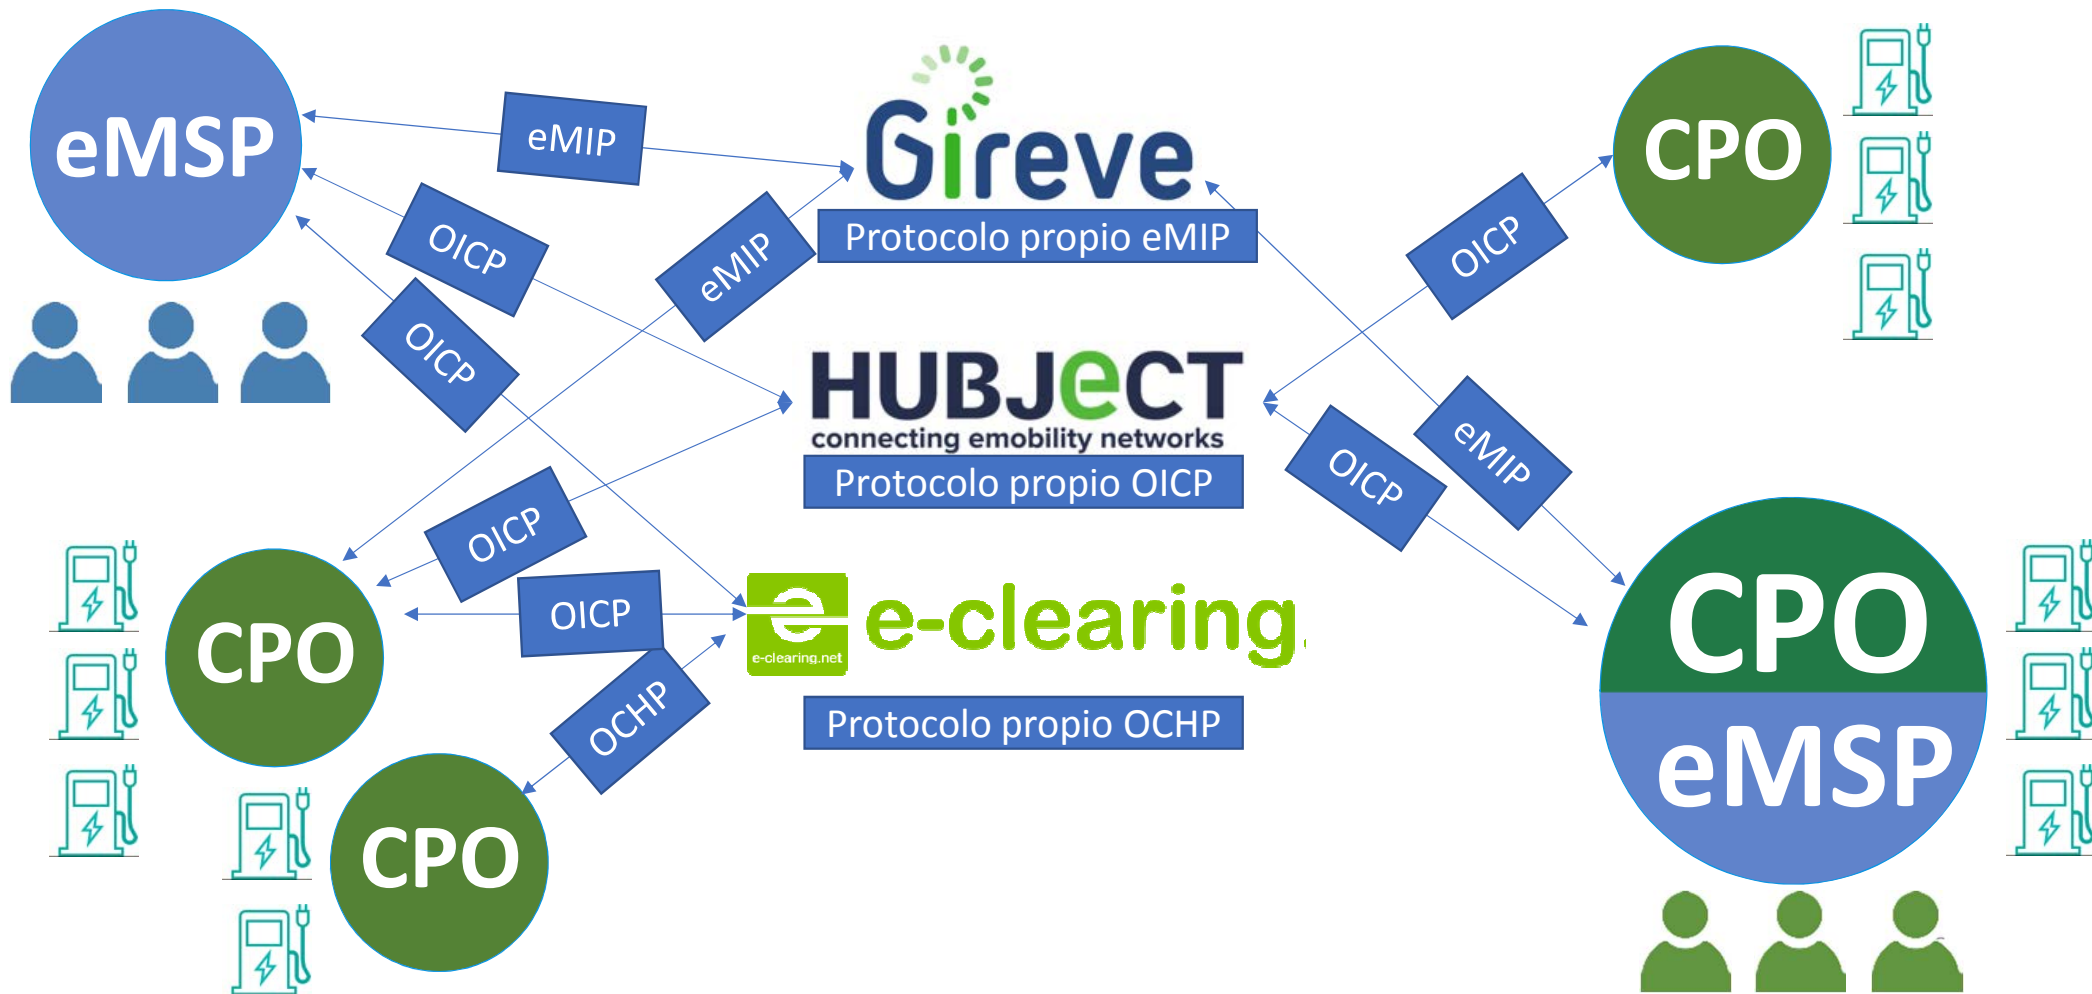 eMSP
eMIP
Gireve
CPO
Protocolo propio eMIP
OICP
eMIP
OICP
OICP
HUBJeCT
connecting emobility networks
Protocolo propio OICP
eMIP
OICP
OICP
OICP
e-clearing.net
e-clearing.
CPO
OCHP
Protocolo propio OCHP
CPO
CPO
eMSP